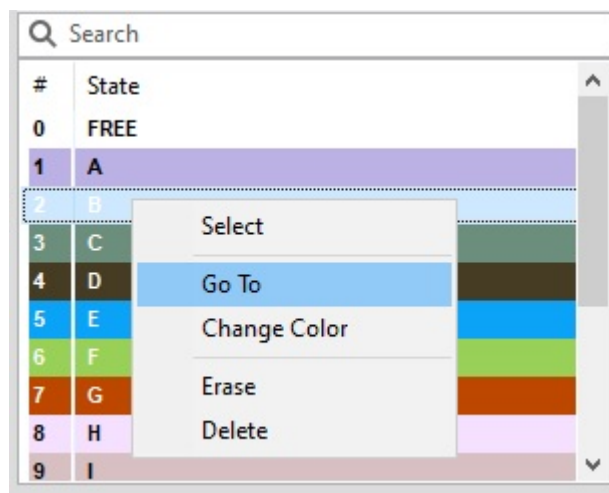 Search
# State
0 FREE
1 A
2 B
3 C
4 D
5 E
6 F
7 G
8 H
9 I
Select
Go To
Change Color
Erase
Delete